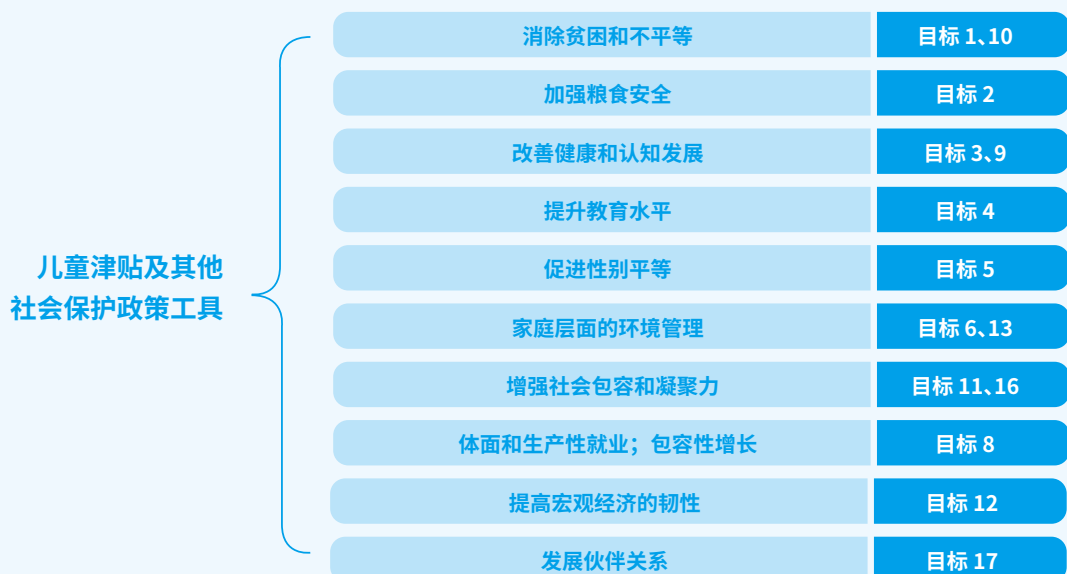 消除贫困和不平等 目标 1、10
加强粮食安全 目标 2
改善健康和认知发展 目标 3、9
提升教育水平 目标 4
促进性别平等 目标 5
儿童津贴及其他
社会保护政策工具
家庭层面的环境管理 目标 6、13
增强社会包容和凝聚力 目标 11、16
体面和生产性就业；包容性增长 目标 8
提高宏观经济的韧性 目标 12
发展伙伴关系 目标 17